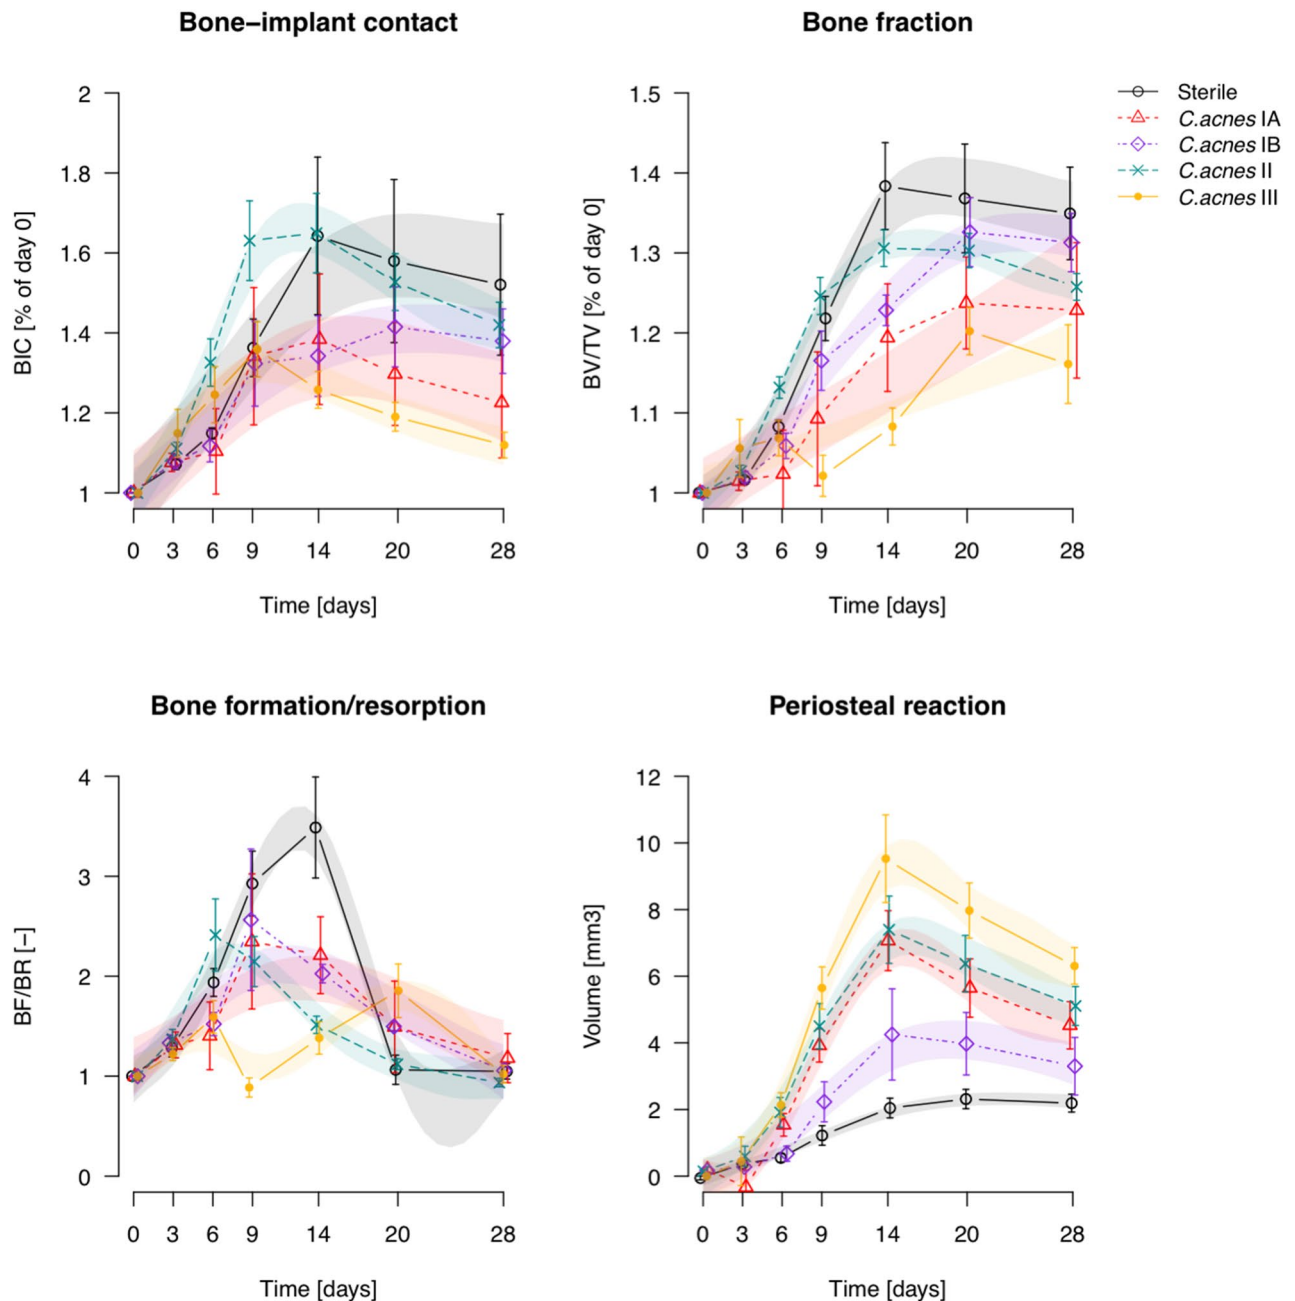 Bone–implant contact
BIC [% of day 0]
2
1.8
1.6
1.4
1.2
1
0 3 6 9 14 20 28
Time [days]
Bone fraction
BV/TV [% of day 0]
1.5
1.4
1.3
1.2
1.1
1
0 3 6 9 14 20 28
Time [days]
Sterile
C.acnes IA
C.acnes IB
C.acnes II
C.acnes III
Bone formation/resorption
BF/BR [–]
4
3
2
1
0
0 3 6 9 14 20 28
Time [days]
Periosteal reaction
Volume [mm3]
12
10
8
6
4
2
0
0 3 6 9 14 20 28
Time [days]